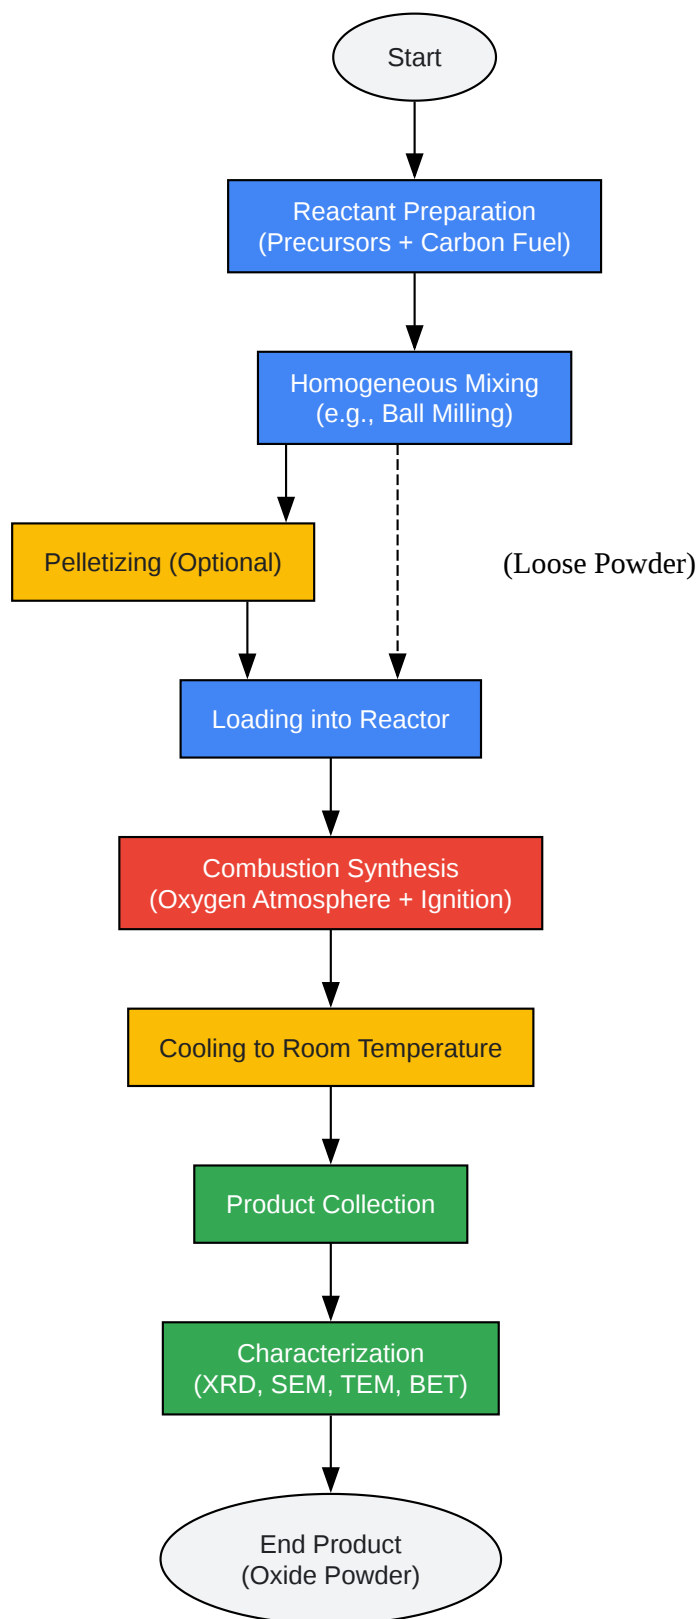 Start
Reactant Preparation
(Precursors + Carbon Fuel)
Homogeneous Mixing
(e.g., Ball Milling)
Pelletizing (Optional)
(Loose Powder)
Loading into Reactor
Combustion Synthesis
(Oxygen Atmosphere + Ignition)
Cooling to Room Temperature
Product Collection
Characterization
(XRD, SEM, TEM, BET)
End Product
(Oxide Powder)